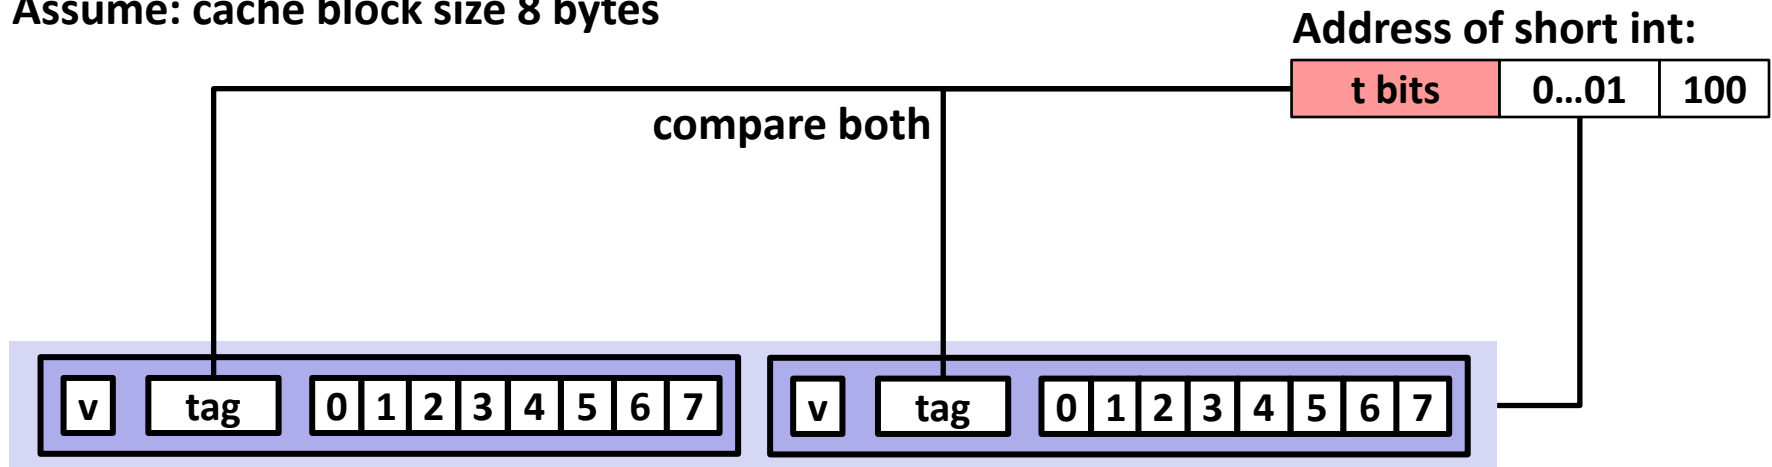 Assume: cache block size 8 bytes
Address of short int:
t bits 0...01 100
compare both
v tag 0 1 2 3 4 5 6 7 v tag 0 1 2 3 4 5 6 7